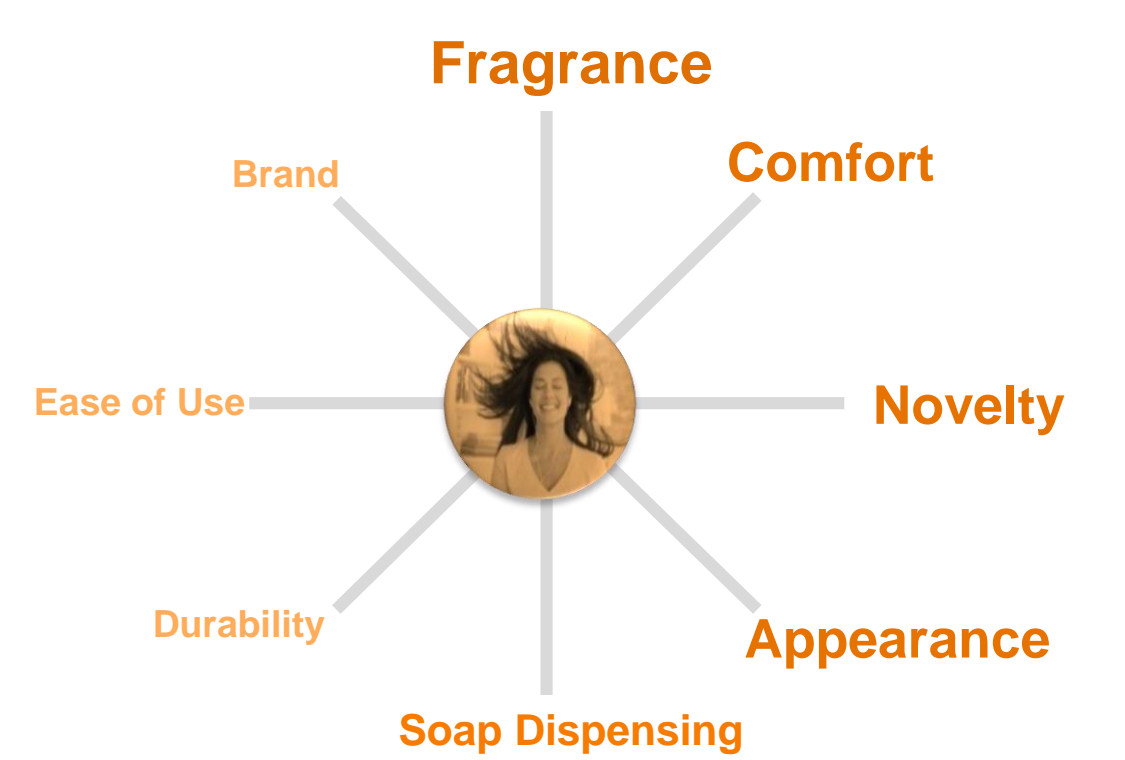 Fragrance
Comfort
Brand
Novelty
Ease of Use
Durability
Appearance
Soap Dispensing